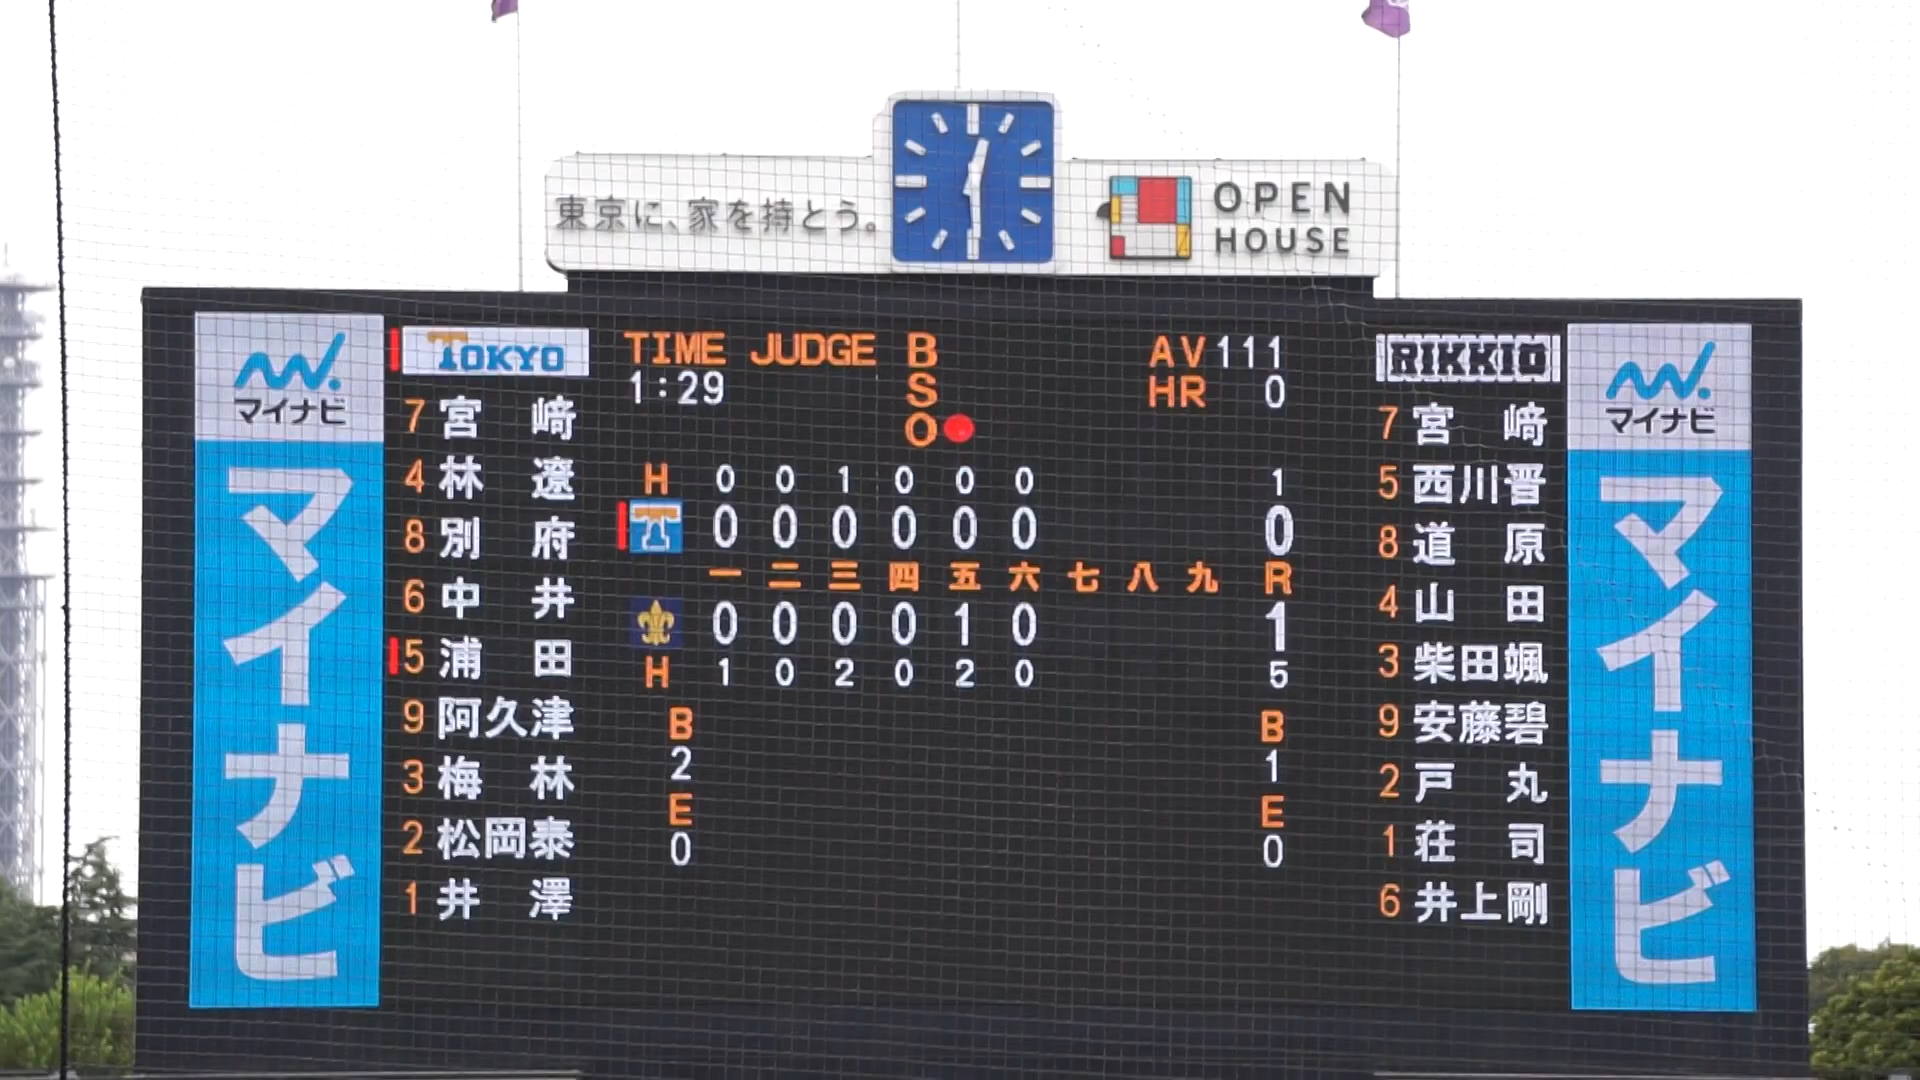 東京に、家を持とう。
OPEN
HOUSE
マイナビ
マイナビ
TOKYO
7 宮﨑
4 林遼
8 別府
6 中井
5 浦田
9 阿久津
3 梅林
2 松岡泰
1 井澤
TIME JUDGE
1:29
B
S
O
AV 111
HR 0
H 0 0 1 0 0 0 1
T 0 0 0 0 0 0 0
一 二 三 四 五 六 七 八 九 R
0 0 0 0 1 0 1
H 1 0 2 0 2 0 5
B
2
E
0
B
1
E
0
RIKKIO
7 宮﨑
5 西川晋
8 道原
4 山田
3 柴田颯
9 安藤碧
2 戸丸
1 荘司
6 井上剛
マイナビ
マイナビ